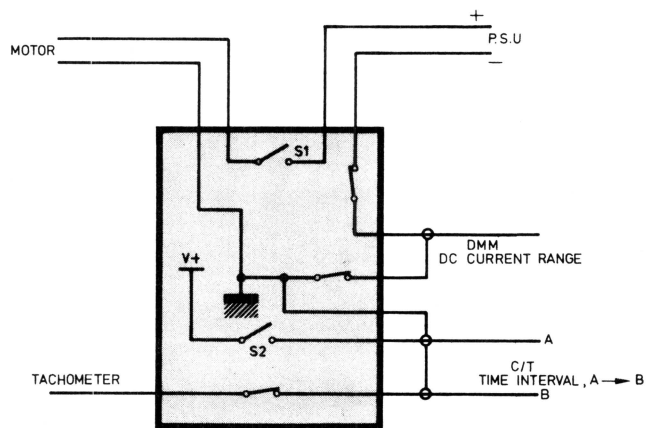 +
P.S.U
MOTOR
−
S1
V+
DMM
DC CURRENT RANGE
S2
A
C/T
TACHOMETER
TIME INTERVAL, A → B
B